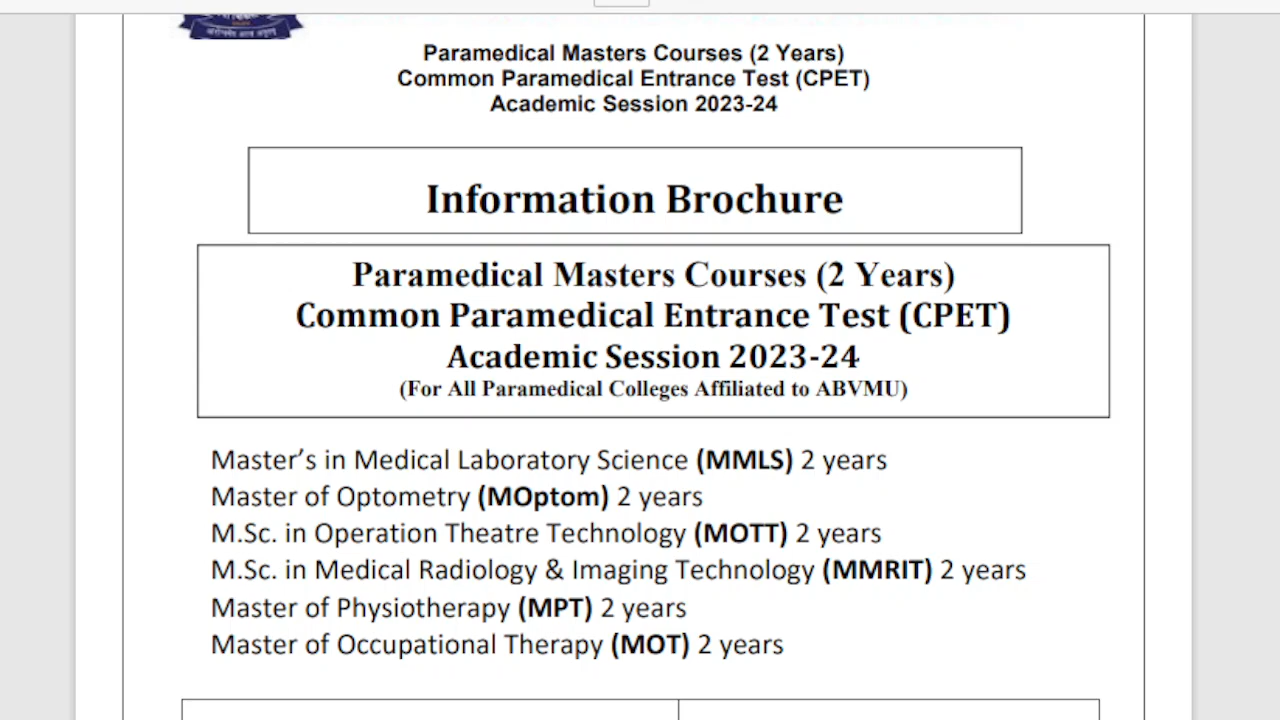 Paramedical Masters Courses (2 Years)
Common Paramedical Entrance Test (CPET)
Academic Session 2023-24
Information Brochure
Paramedical Masters Courses (2 Years)
Common Paramedical Entrance Test (CPET)
Academic Session 2023-24
(For All Paramedical Colleges Affiliated to ABVMU)
Master’s in Medical Laboratory Science (MMLS) 2 years
Master of Optometry (MOptom) 2 years
M.Sc. in Operation Theatre Technology (MOTT) 2 years
M.Sc. in Medical Radiology & Imaging Technology (MMRIT) 2 years
Master of Physiotherapy (MPT) 2 years
Master of Occupational Therapy (MOT) 2 years